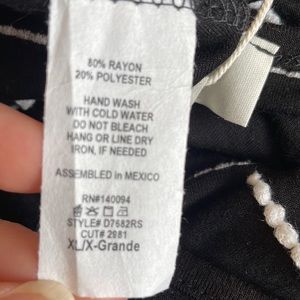 80% RAYON
20% POLYESTER
HAND WASH
WITH COLD WATER
DO NOT BLEACH
HANG OR LINE DRY
IRON, IF NEEDED
ASSEMBLED in MEXICO
RN#140094
STYLE# D7682RS
CUT# 2981
XL/X-Grande